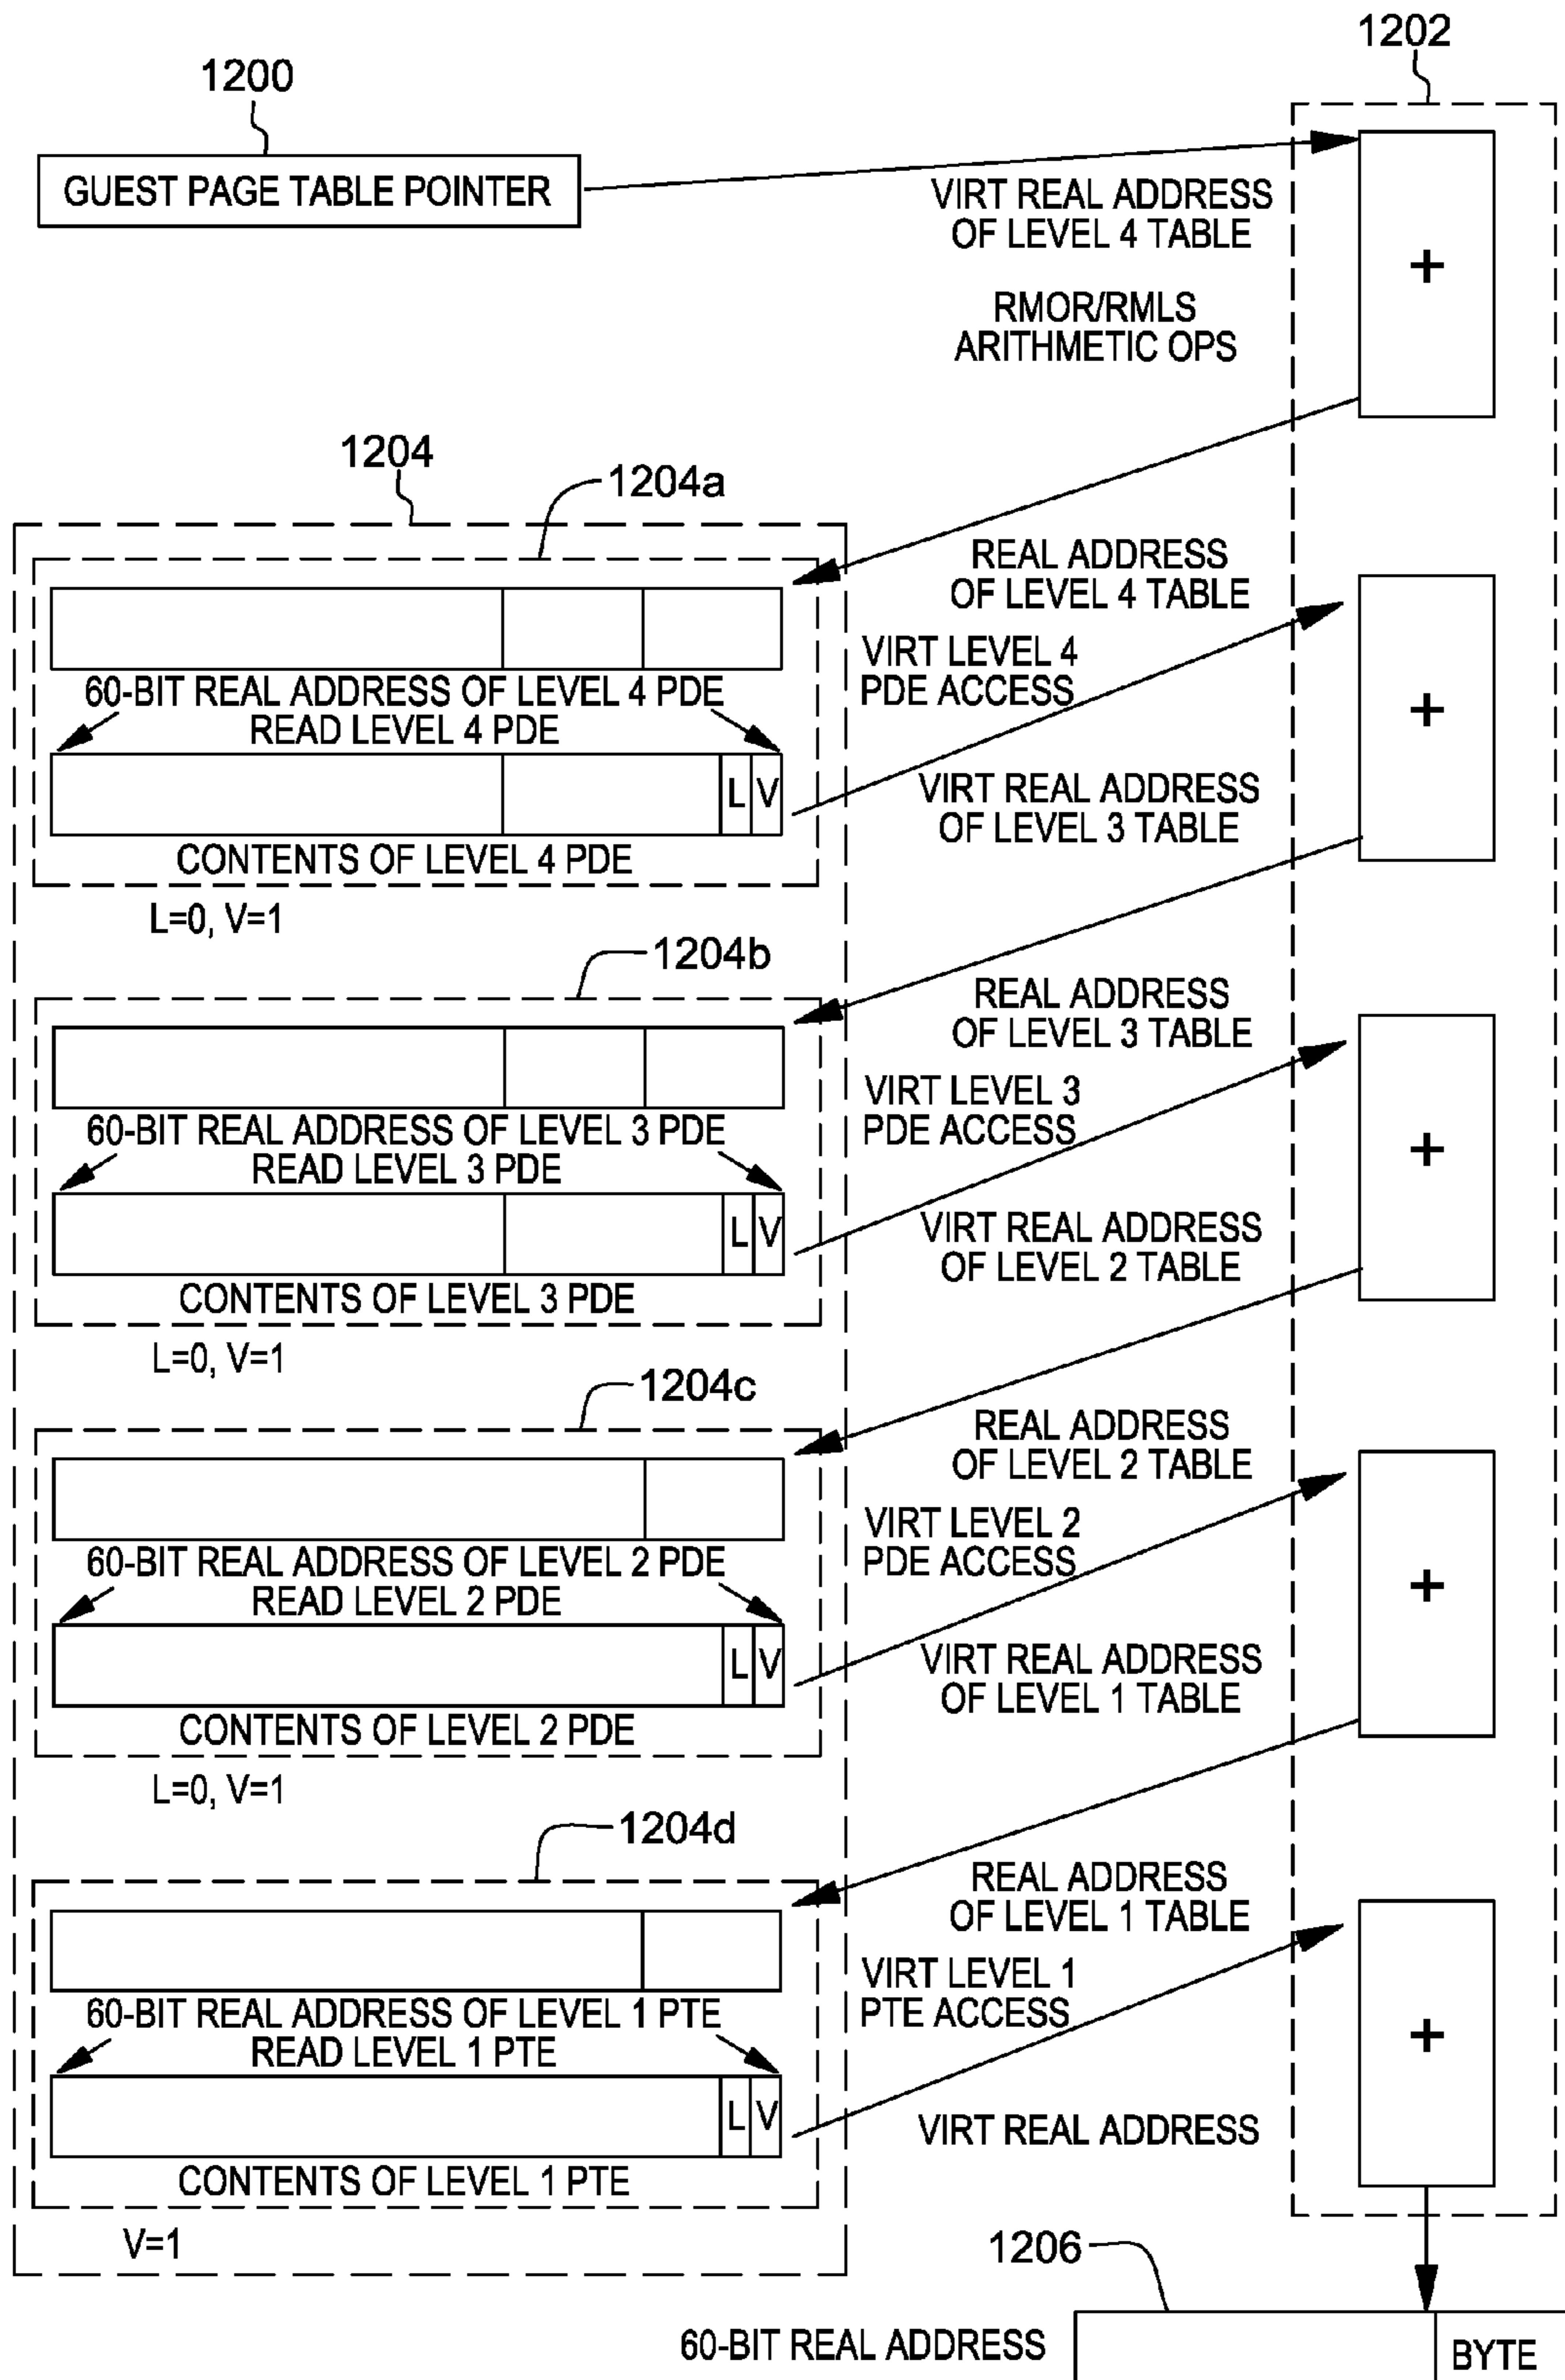 1202
1200
GUEST PAGE TABLE POINTER
VIRT REAL ADDRESS
OF LEVEL 4 TABLE
+
RMOR/RMLS
ARITHMETIC OPS
1204
1204a
REAL ADDRESS
OF LEVEL 4 TABLE
VIRT LEVEL 4
PDE ACCESS
60-BIT REAL ADDRESS OF LEVEL 4 PDE
READ LEVEL 4 PDE
+
L V
VIRT REAL ADDRESS
OF LEVEL 3 TABLE
CONTENTS OF LEVEL 4 PDE
L=0, V=1
1204b
REAL ADDRESS
OF LEVEL 3 TABLE
VIRT LEVEL 3
PDE ACCESS
60-BIT REAL ADDRESS OF LEVEL 3 PDE
READ LEVEL 3 PDE
+
L V
VIRT REAL ADDRESS
OF LEVEL 2 TABLE
CONTENTS OF LEVEL 3 PDE
L=0, V=1
1204c
REAL ADDRESS
OF LEVEL 2 TABLE
VIRT LEVEL 2
PDE ACCESS
60-BIT REAL ADDRESS OF LEVEL 2 PDE
READ LEVEL 2 PDE
+
L V
VIRT REAL ADDRESS
OF LEVEL 1 TABLE
CONTENTS OF LEVEL 2 PDE
L=0, V=1
1204d
REAL ADDRESS
OF LEVEL 1 TABLE
VIRT LEVEL 1
PTE ACCESS
60-BIT REAL ADDRESS OF LEVEL 1 PTE
READ LEVEL 1 PTE
+
L V
VIRT REAL ADDRESS
CONTENTS OF LEVEL 1 PTE
V=1
1206
60-BIT REAL ADDRESS
BYTE